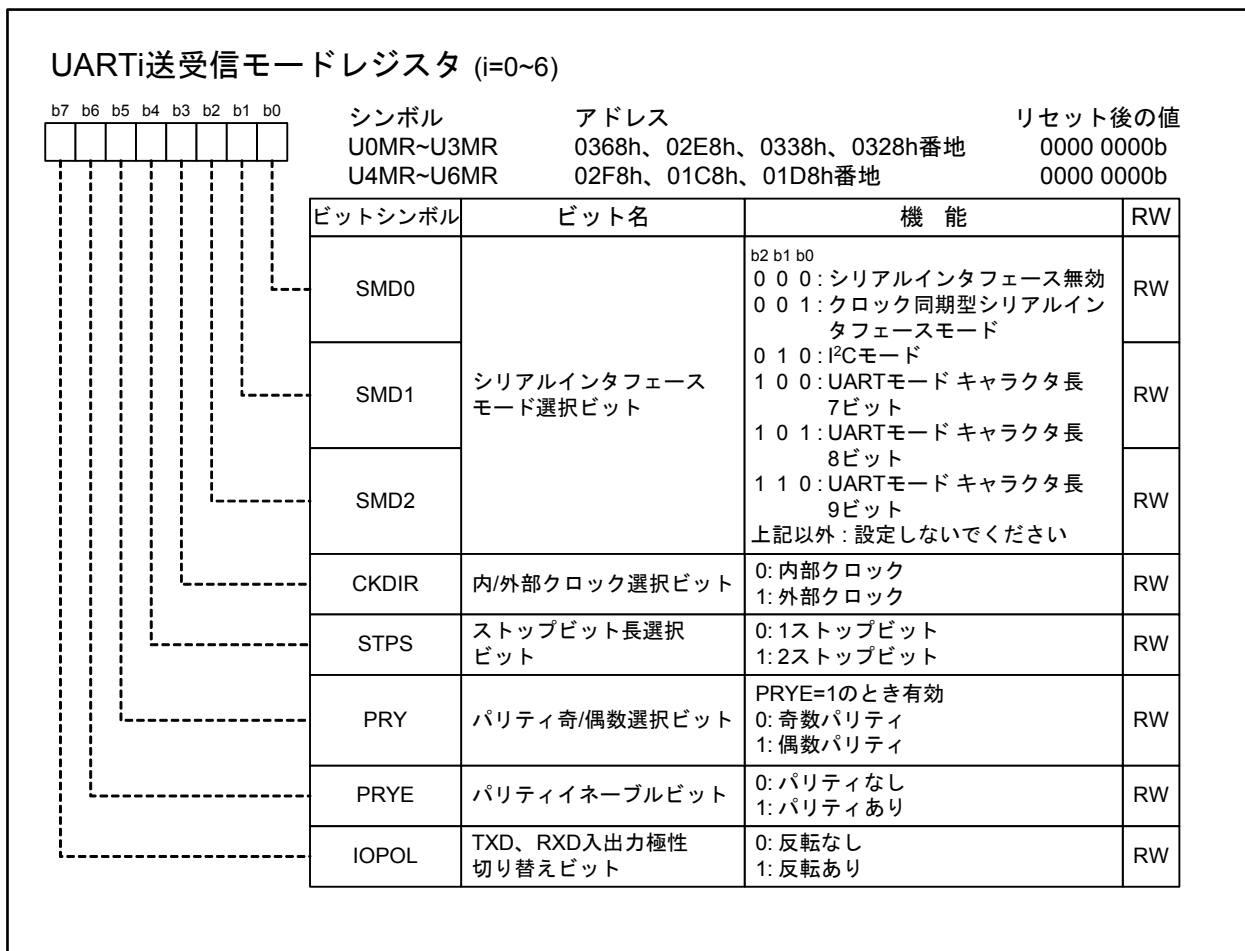 UARTi送受信モードレジスタ (i=0~6)
b7 b6 b5 b4 b3 b2 b1 b0
シンボル アドレス リセット後の値
U0MR~U3MR 0368h、02E8h、0338h、0328h番地 0000 0000b
U4MR~U6MR 02F8h、01C8h、01D8h番地 0000 0000b
ビットシンボル ビット名 機 能 RW
SMD0
RW
SMD1
RW
SMD2
RW
シリアルインタフェース
モード選択ビット
b2 b1 b0
0 0 0 : シリアルインタフェース無効
0 0 1 : クロック同期型シリアルイン
タフェースモード
0 1 0 : I²Cモード
1 0 0 : UARTモード キャラクタ長
7ビット
1 0 1 : UARTモード キャラクタ長
8ビット
1 1 0 : UARTモード キャラクタ長
9ビット
上記以外 : 設定しないでください
CKDIR
内/外部クロック選択ビット
0: 内部クロック
1: 外部クロック
RW
STPS
ストップビット長選択
ビット
0: 1ストップビット
1: 2ストップビット
RW
PRY
パリティ奇/偶数選択ビット
PRYE=1のとき有効
0: 奇数パリティ
1: 偶数パリティ
RW
PRYE
パリティイネーブルビット
0: パリティなし
1: パリティあり
RW
IOPOL
TXD、RXD入出力極性
切り替えビット
0: 反転なし
1: 反転あり
RW